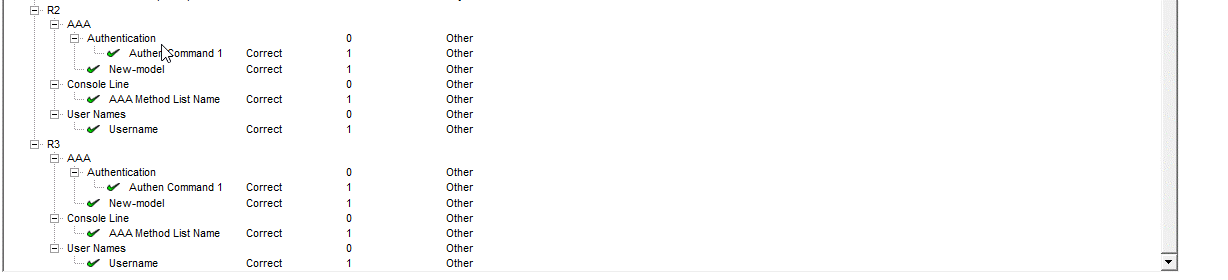 R2
AAA
Authentication 0 Other
Authen Command 1 Correct 1 Other
New-model Correct 1 Other
Console Line 0 Other
AAA Method List Name Correct 1 Other
User Names 0 Other
Username Correct 1 Other
R3
AAA
Authentication 0 Other
Authen Command 1 Correct 1 Other
New-model Correct 1 Other
Console Line 0 Other
AAA Method List Name Correct 1 Other
User Names 0 Other
Username Correct 1 Other